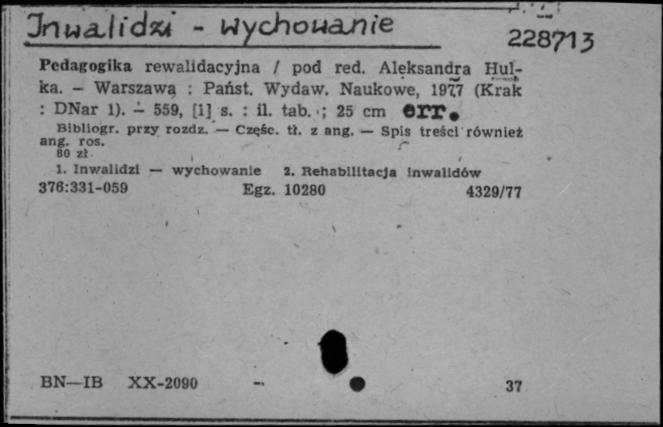 Inwalidzi - wychowanie
228713
Pedagogika rewalidacyjna / pod red. Aleksandra Hul-
ka. — Warszawa : Państ. Wydaw. Naukowe, 1977 (Krak
: DNar 1). — 559, [1] s. : il. tab. ; 25 cm err.
Bibliogr. przy rozdz. — Częśc. tł. z ang. — Spis treści również
ang. ros.
80 zł
1. Inwalidzi — wychowanie 2. Rehabilitacja inwalidów
376:331-059 Egz. 10280 4329/77
BN—IB XX-2090 37